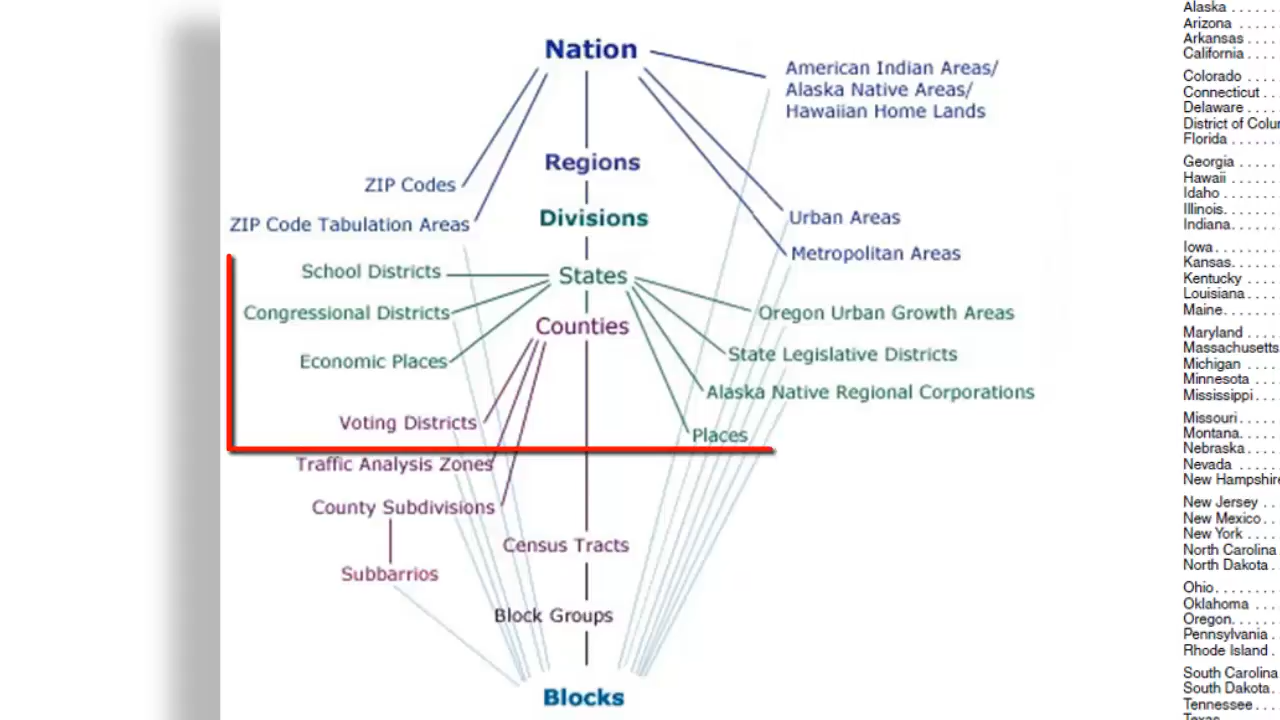 Nation
American Indian Areas/
Alaska Native Areas/
Hawaiian Home Lands
Regions
ZIP Codes
Divisions
Urban Areas
ZIP Code Tabulation Areas
Metropolitan Areas
School Districts
States
Congressional Districts
Oregon Urban Growth Areas
Counties
State Legislative Districts
Economic Places
Alaska Native Regional Corporations
Voting Districts
Places
Traffic Analysis Zones
County Subdivisions
Census Tracts
Subbarrios
Block Groups
Blocks
Alaska . . . . .
Arizona . . . .
Arkansas . . . .
California . . . .
Colorado . . . .
Connecticut . . .
Delaware . . . .
District of
Florida . . . . .
Georgia . . . .
Hawaii . . . . .
Idaho . . . . .
Illinois. . . . .
Indiana. . . . .
Iowa . . . . .
Kansas. . . . .
Kentucky . . . .
Louisiana . . . .
Maine. . . . .
Maryland . . . .
Massachusetts
Michigan . . . .
Minnesota . . .
Mississippi. . . .
Missouri. . . . .
Montana. . . . .
Nebraska. . . .
Nevada . . . . .
New Hampshire
New Jersey . .
New Mexico. . .
New York . . . .
North Carolina
North Dakota. .
Ohio. . . . . .
Oklahoma . . . .
Oregon. . . . .
Pennsylvania . .
Rhode Island .
South Carolina
South Dakota. .
Tennessee . . .